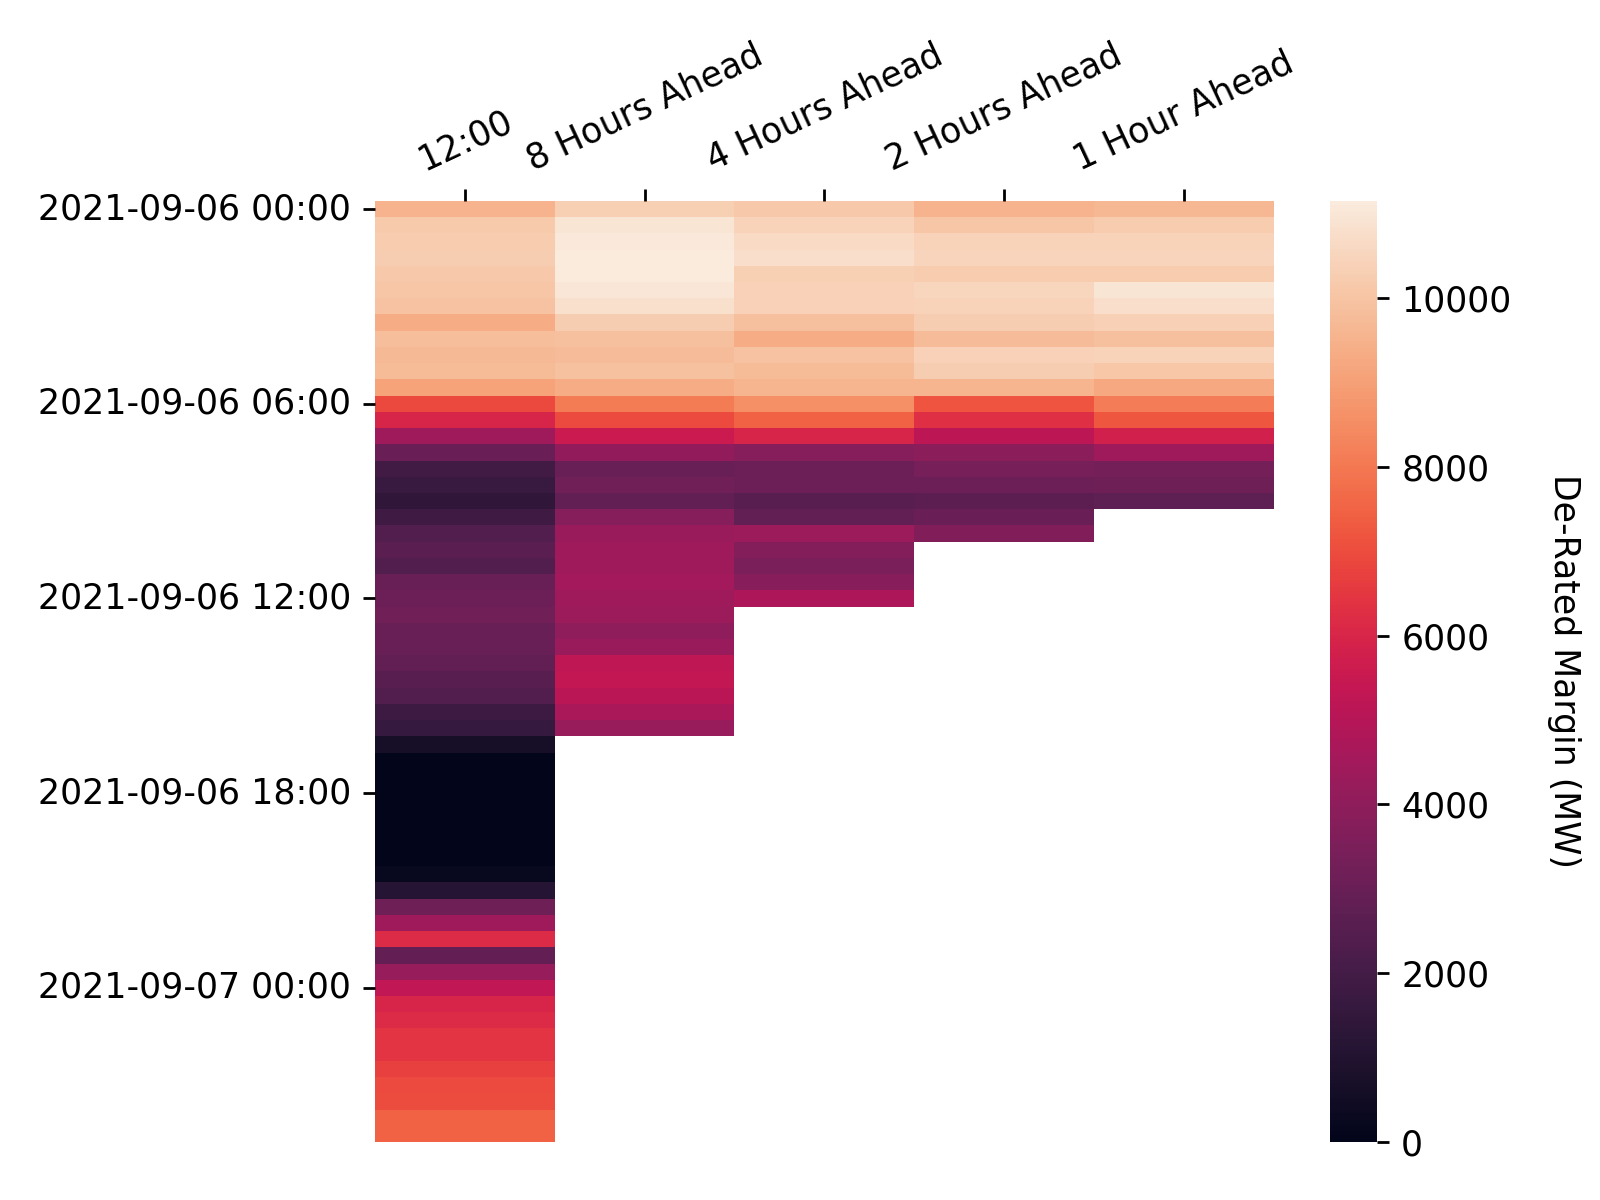 12:00
8 Hours Ahead
4 Hours Ahead
2 Hours Ahead
1 Hour Ahead
2021-09-06 00:00
2021-09-06 06:00
2021-09-06 12:00
2021-09-06 18:00
2021-09-07 00:00
10000
8000
6000
4000
2000
0
De-Rated Margin (MW)